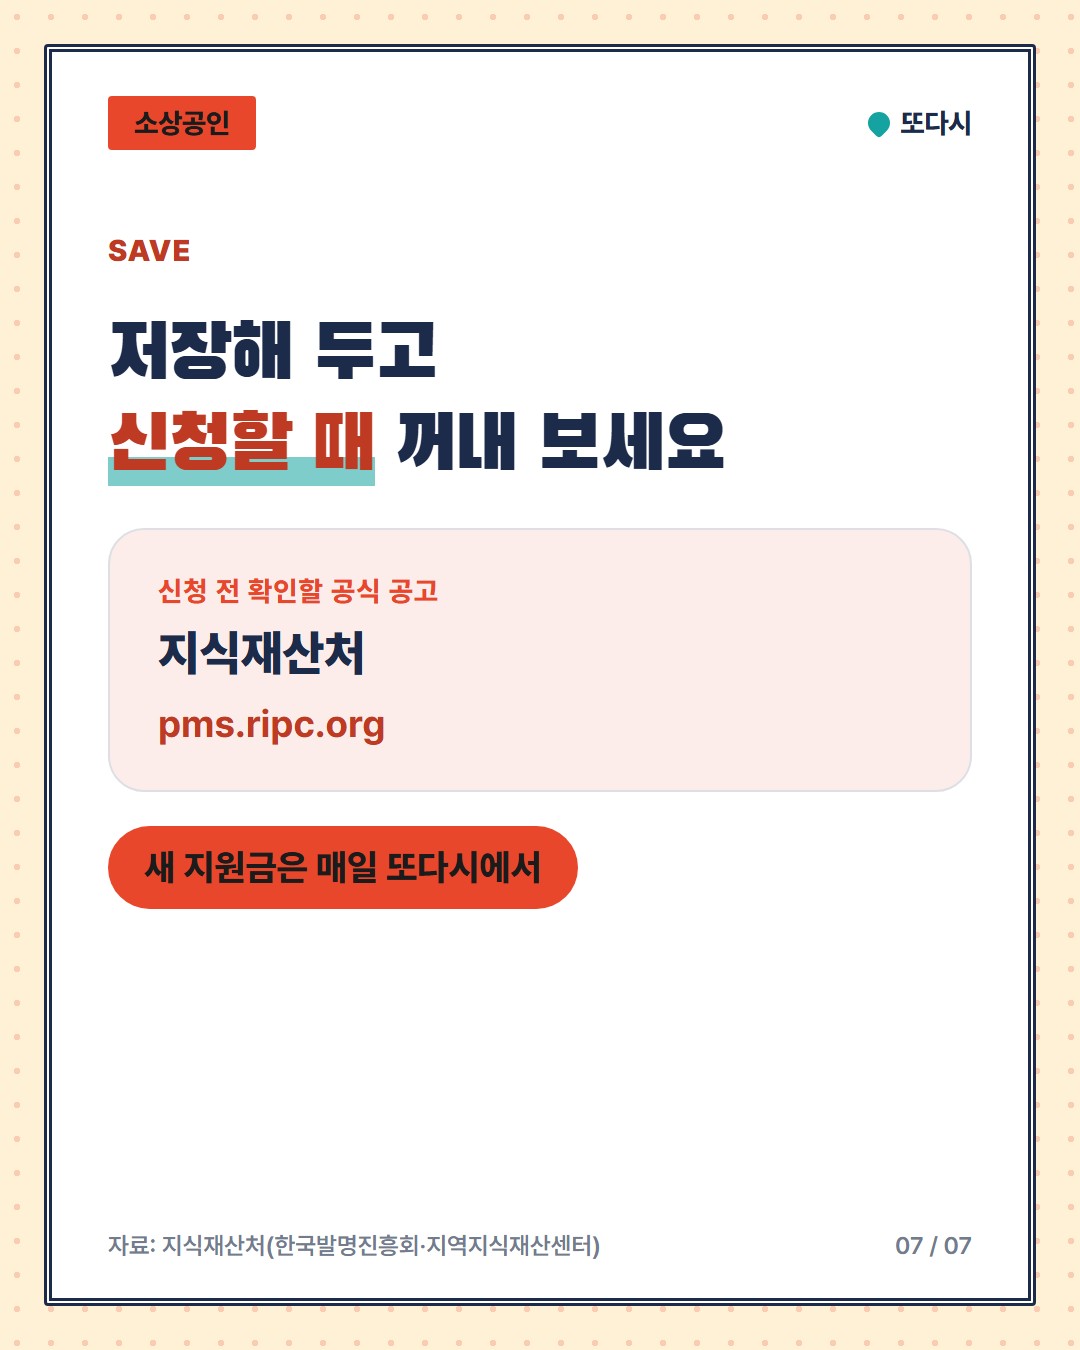 소상공인
또다시
SAVE
저장해 두고
신청할 때 꺼내 보세요
신청 전 확인할 공식 공고
지식재산처
pms.ripc.org
새 지원금은 매일 또다시에서
자료: 지식재산처(한국발명진흥회·지역지식재산센터)
07 / 07